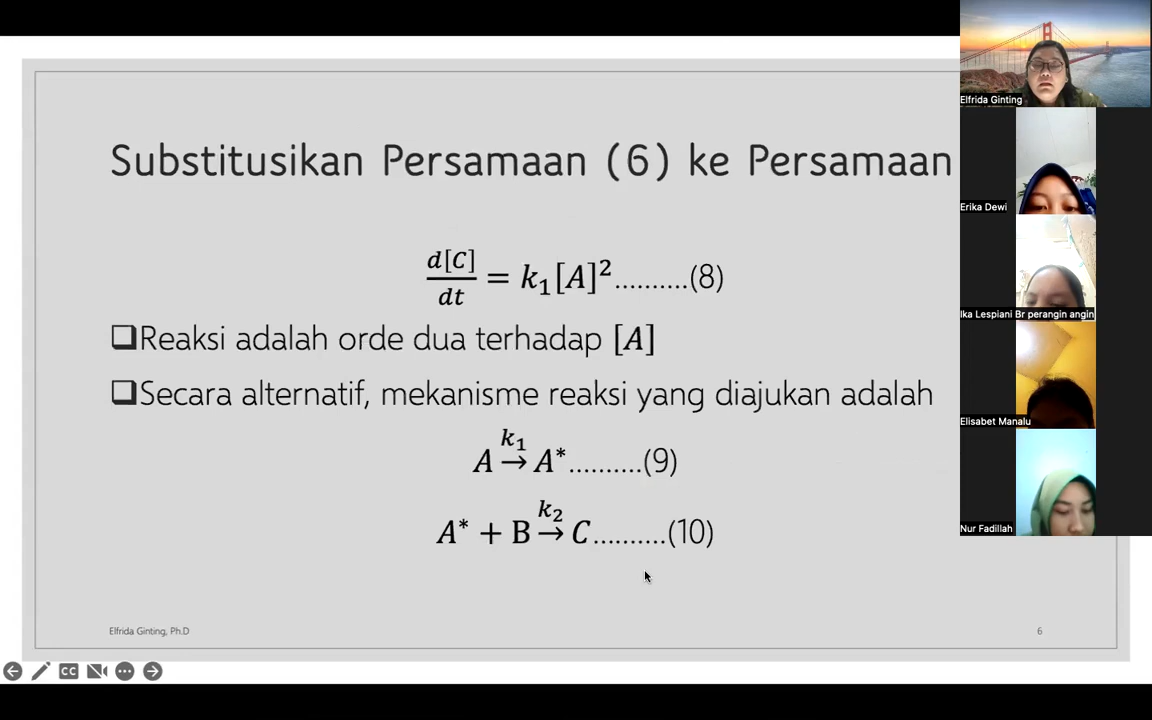 Substitusikan Persamaan (6) ke Persamaan
d[C]/dt = k₁[A]²..........(8)
❑Reaksi adalah orde dua terhadap [A]
❑Secara alternatif, mekanisme reaksi yang diajukan adalah
A k₁→ A*..........(9)
A* + B k₂→ C..........(10)
Elfrida Ginting, Ph.D
6
CC
Elfrida Ginting
Erika Dewi
Ika Lespiani Br perangin angin
Elisabet Manalu
Nur Fadillah